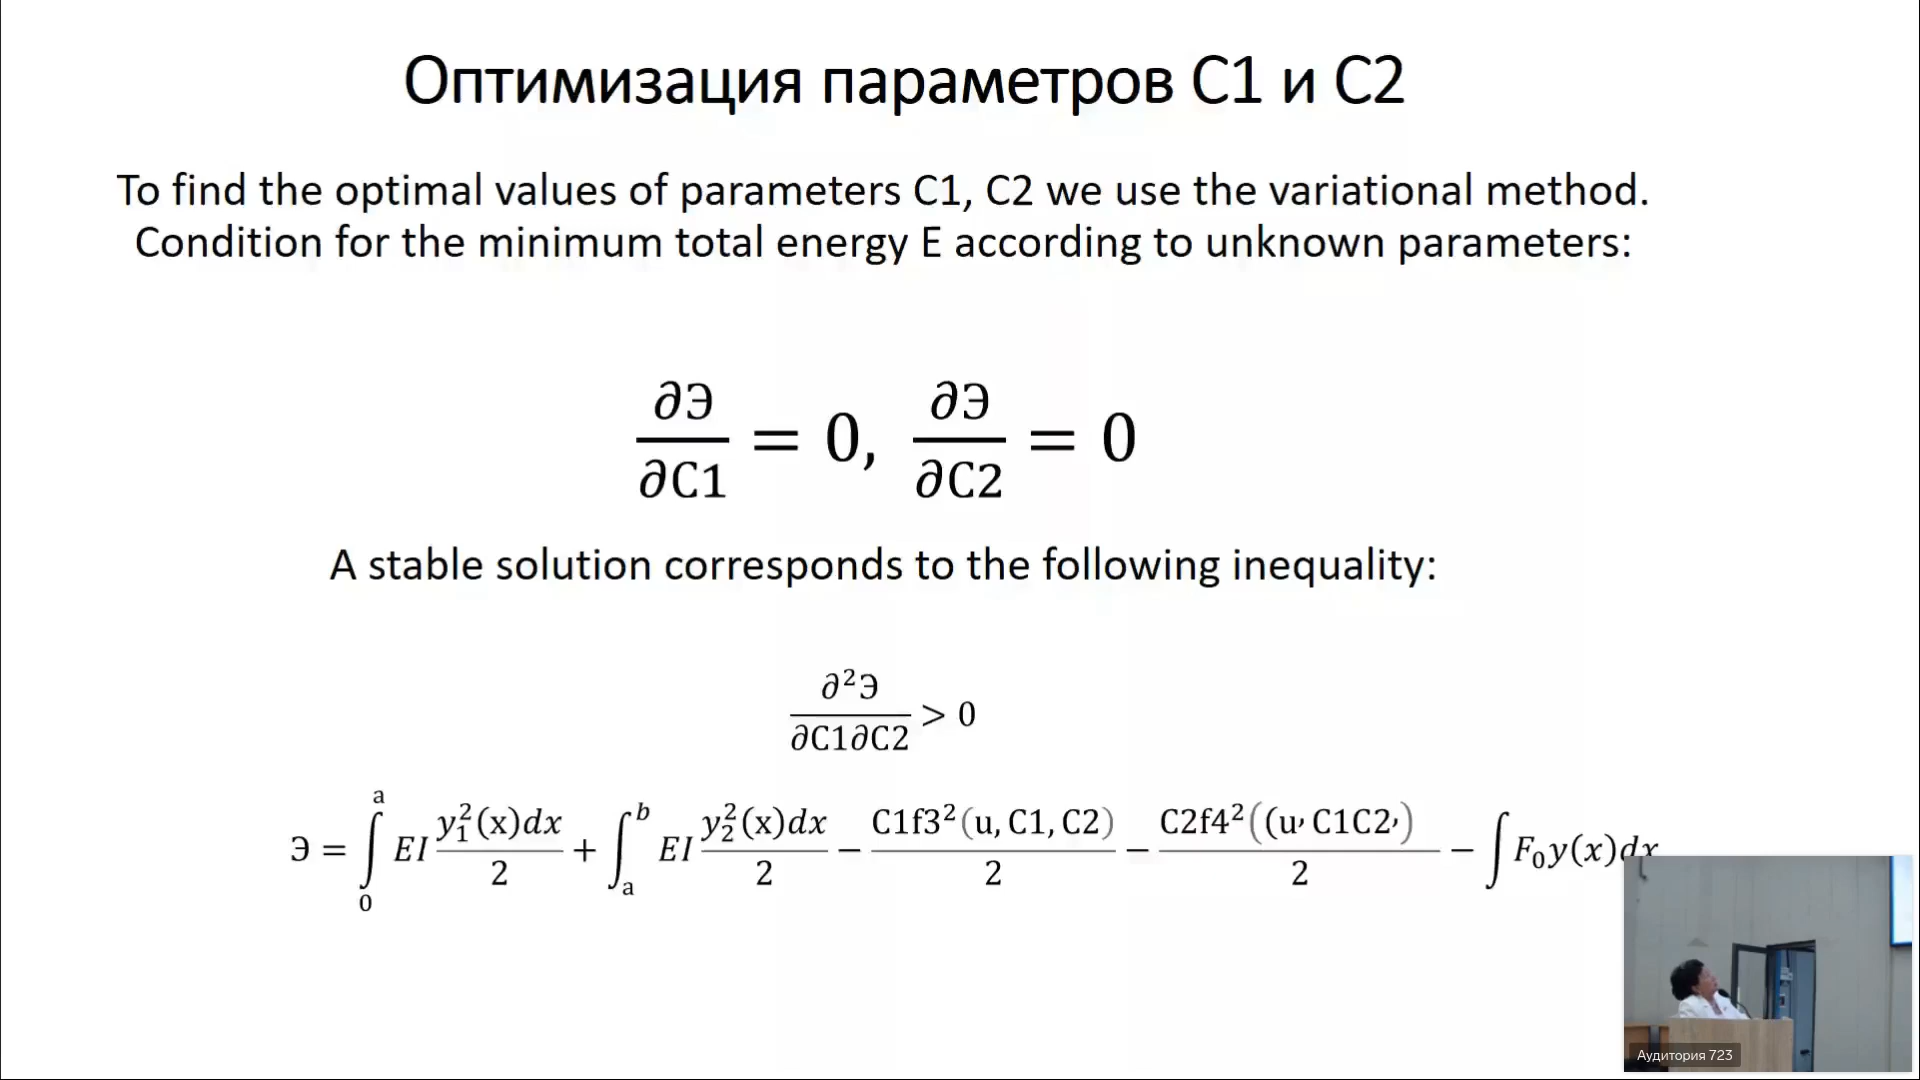 Оптимизация параметров С1 и С2
To find the optimal values of parameters C1, C2 we use the variational method.
Condition for the minimum total energy E according to unknown parameters:
∂Э/∂C1 = 0, ∂Э/∂C2 = 0
A stable solution corresponds to the following inequality:
∂²Э/∂C1∂C2 > 0
Э = ∫₀ᵃ EI y₁²(x)dx/2 + ∫ₐᵇ EI y₂²(x)dx/2 − C1f3²(u, C1, C2)/2 − C2f4²((u, C1C2,)/2 − ∫F₀y(x)dx
Аудитория 723